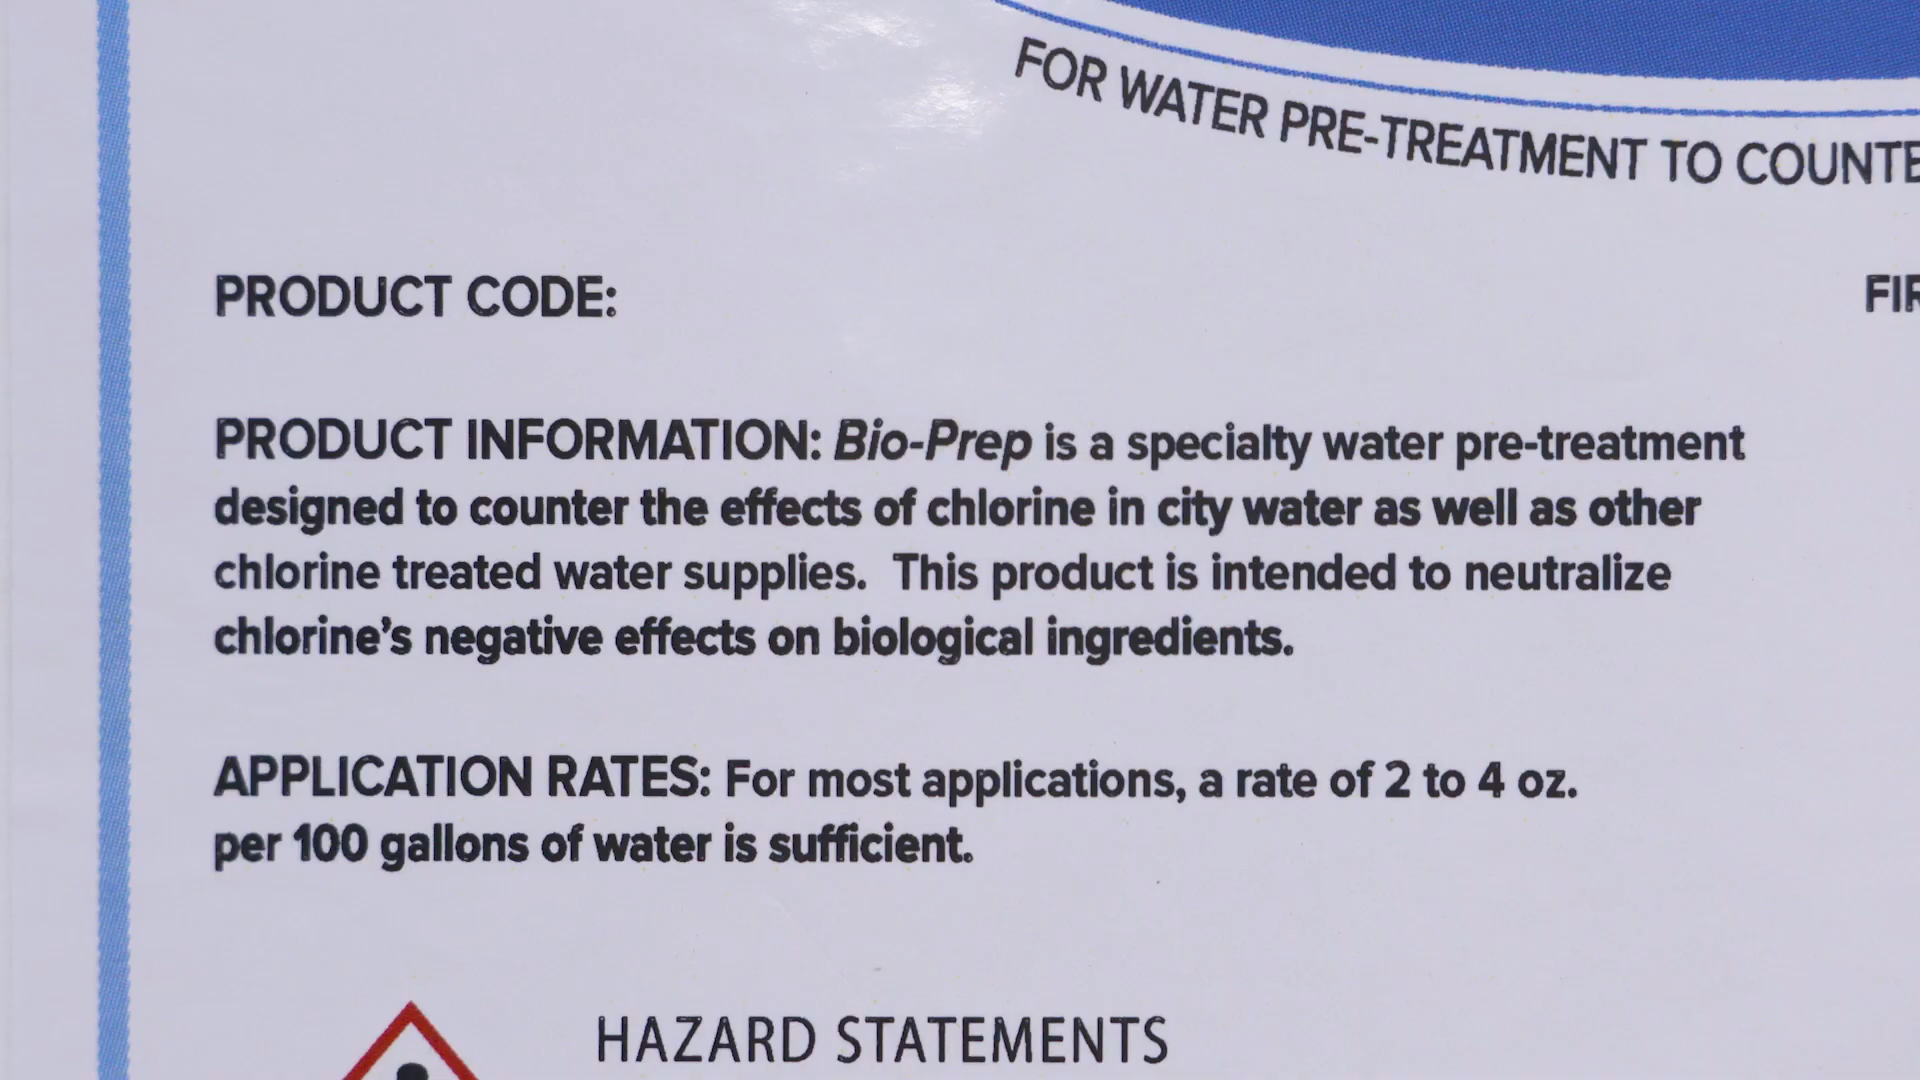 FOR WATER PRE-TREATMENT TO
PRODUCT CODE:
PRODUCT INFORMATION: Bio-Prep is a specialty water pre-treatment
designed to counter the effects of chlorine in city water as well as other
chlorine treated water supplies.  This product is intended to neutralize
chlorine's negative effects on biological ingredients.
APPLICATION RATES: For most applications, a rate of 2 to 4 oz.
per 100 gallons of water is sufficient.
HAZARD STATEMENTS